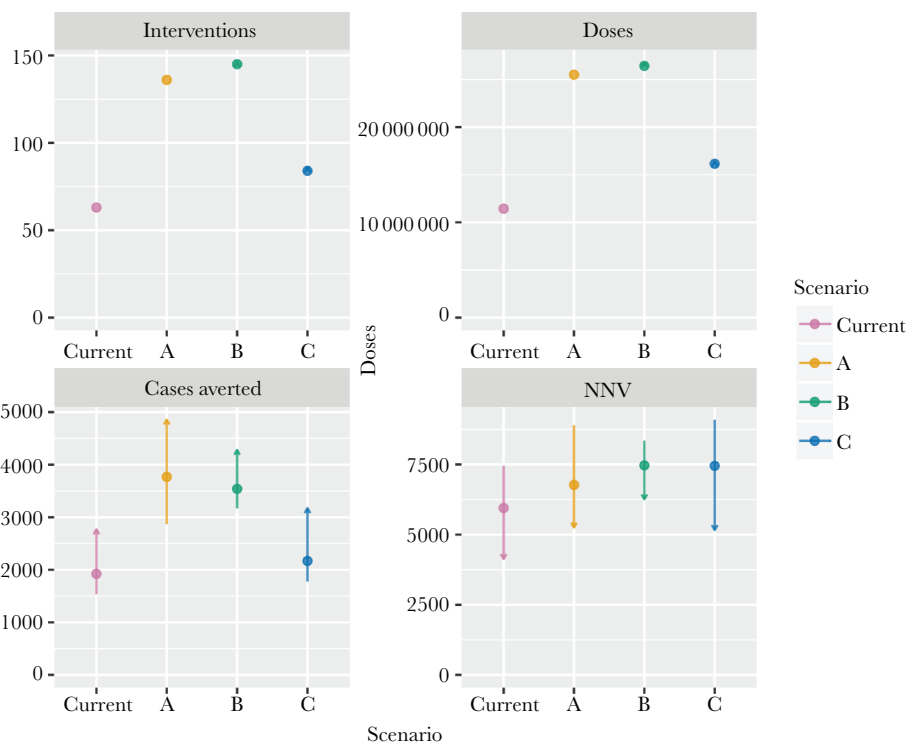 Interventions
150
100
50
0
Current A B C
Doses
20 000 000
10 000 000
0
Current A B C
Doses
Cases averted
5000
4000
3000
2000
1000
0
Current A B C
NNV
7500
5000
2500
0
Current A B C
Scenario
Scenario
Current
A
B
C